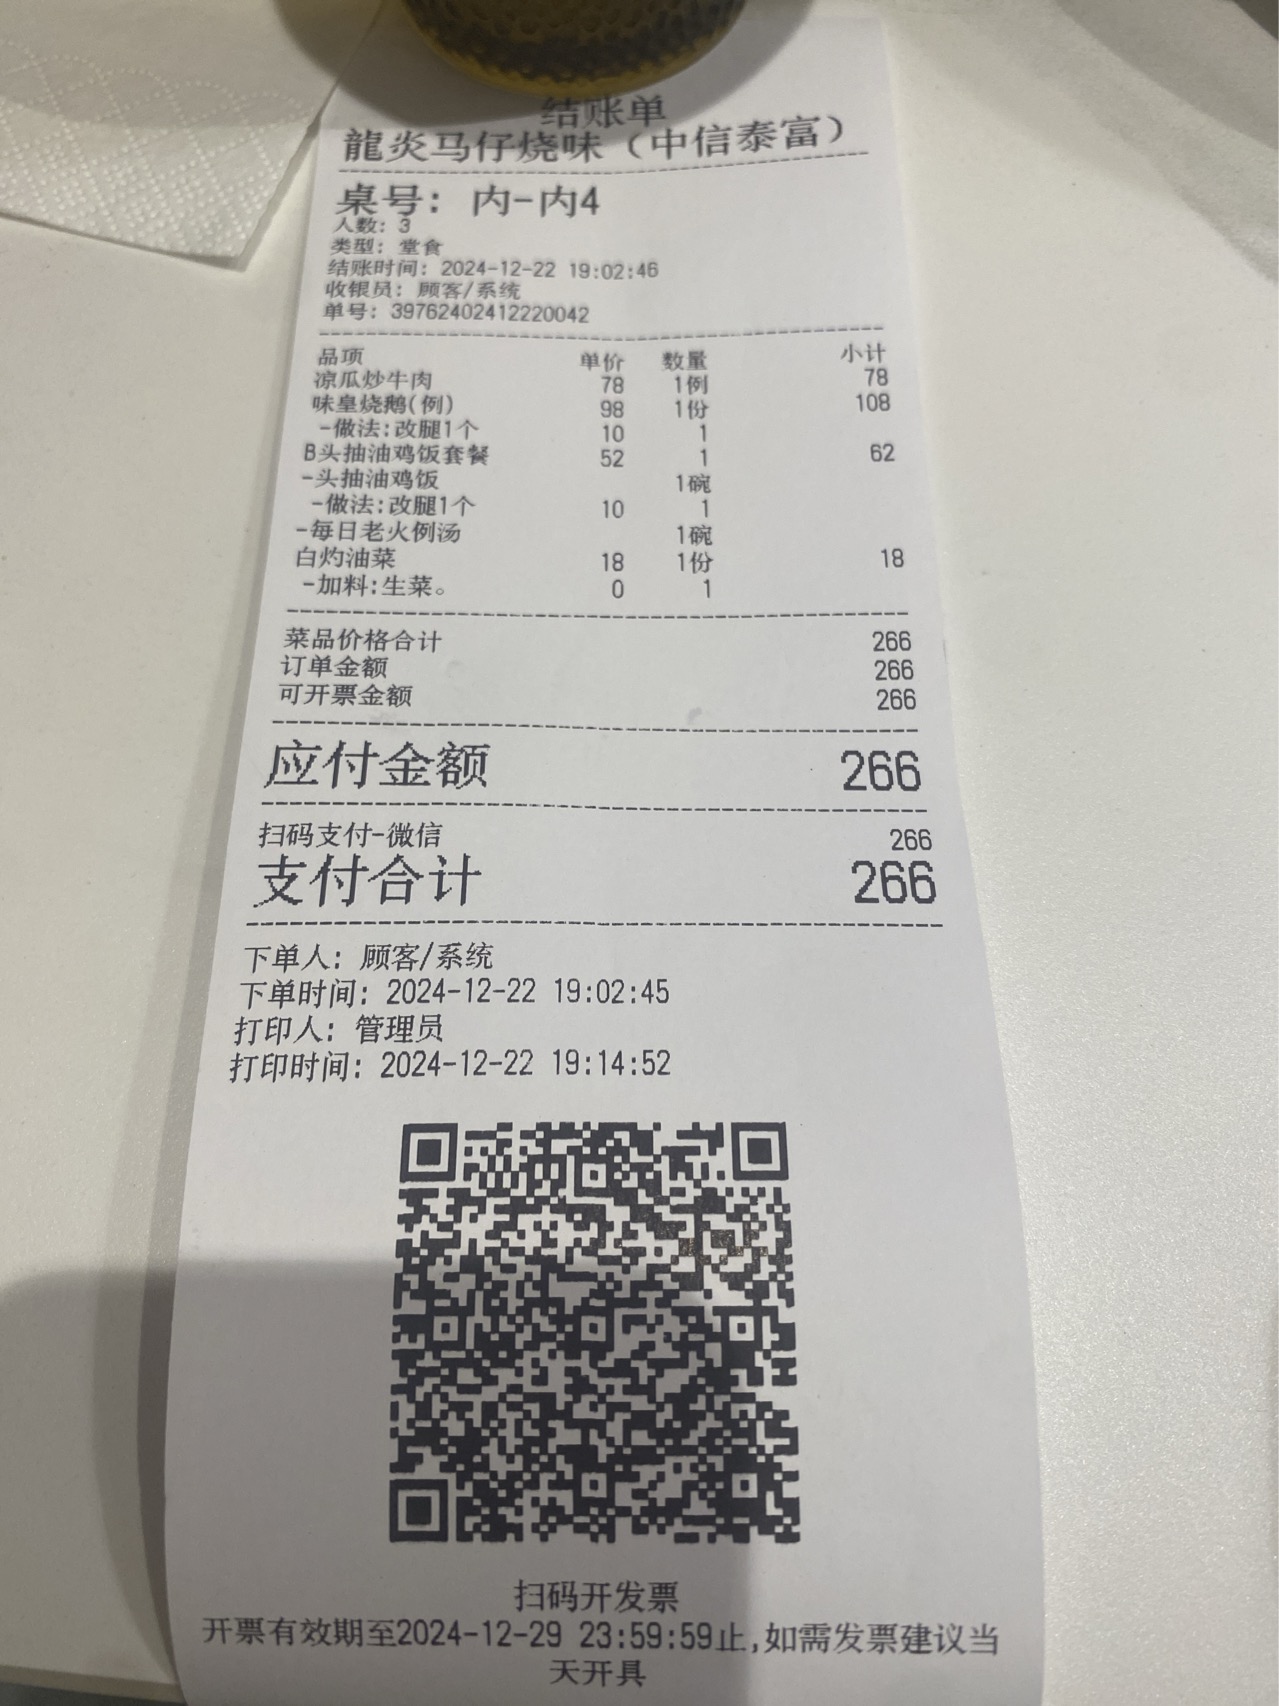 结账单
龍炎马仔烧味（中信泰富）
桌号: 内-内4
人数: 3
类型: 堂食
结账时间: 2024-12-22 19:02:46
收银员: 顾客/系统
单号: 39762402412220042
品项 单价 数量 小计
凉瓜炒牛肉 78 1例 78
味皇烧鹅(例) 98 1份 108
-做法:改腿1个 10 1
B头抽油鸡饭套餐 52 1 62
-头抽油鸡饭 1碗
-做法:改腿1个 10 1
-每日老火例汤 1碗
白灼油菜 18 1份 18
-加料:生菜。 0 1
菜品价格合计 266
订单金额 266
可开票金额 266
应付金额 266
扫码支付-微信 266
支付合计 266
下单人: 顾客/系统
下单时间: 2024-12-22 19:02:45
打印人: 管理员
打印时间: 2024-12-22 19:14:52
扫码开发票
开票有效期至2024-12-29 23:59:59止,如需发票建议当
天开具